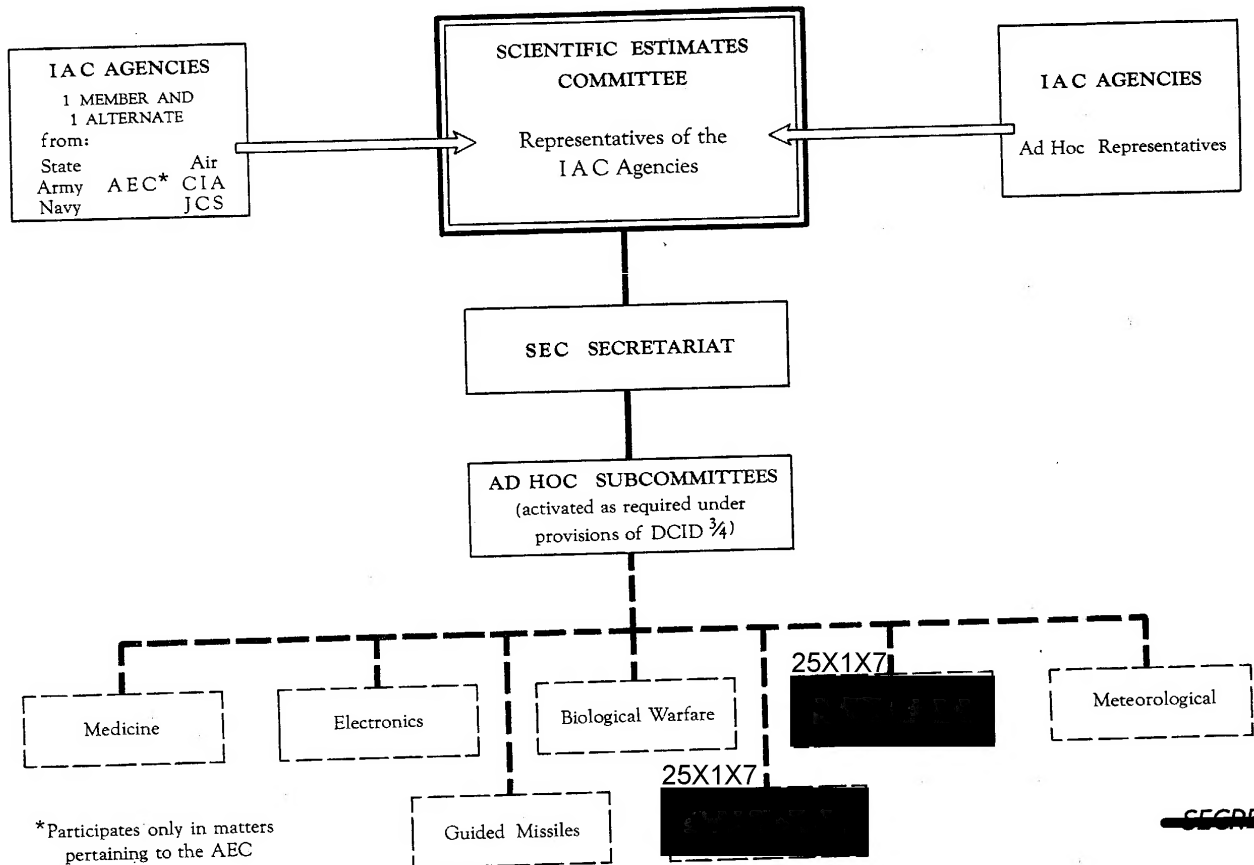 IAC AGENCIES
1 MEMBER AND
1 ALTERNATE
from:
State Air
Army AEC* CIA
Navy JCS
SCIENTIFIC ESTIMATES
COMMITTEE
Representatives of the
IAC Agencies
IAC AGENCIES
Ad Hoc Representatives
SEC SECRETARIAT
AD HOC SUBCOMMITTEES
(activated as required under
provisions of DCID ¾)
25X1X7
Medicine
Electronics
Biological Warfare
Meteorological
25X1X7
Guided Missiles
*Participates only in matters
pertaining to the AEC